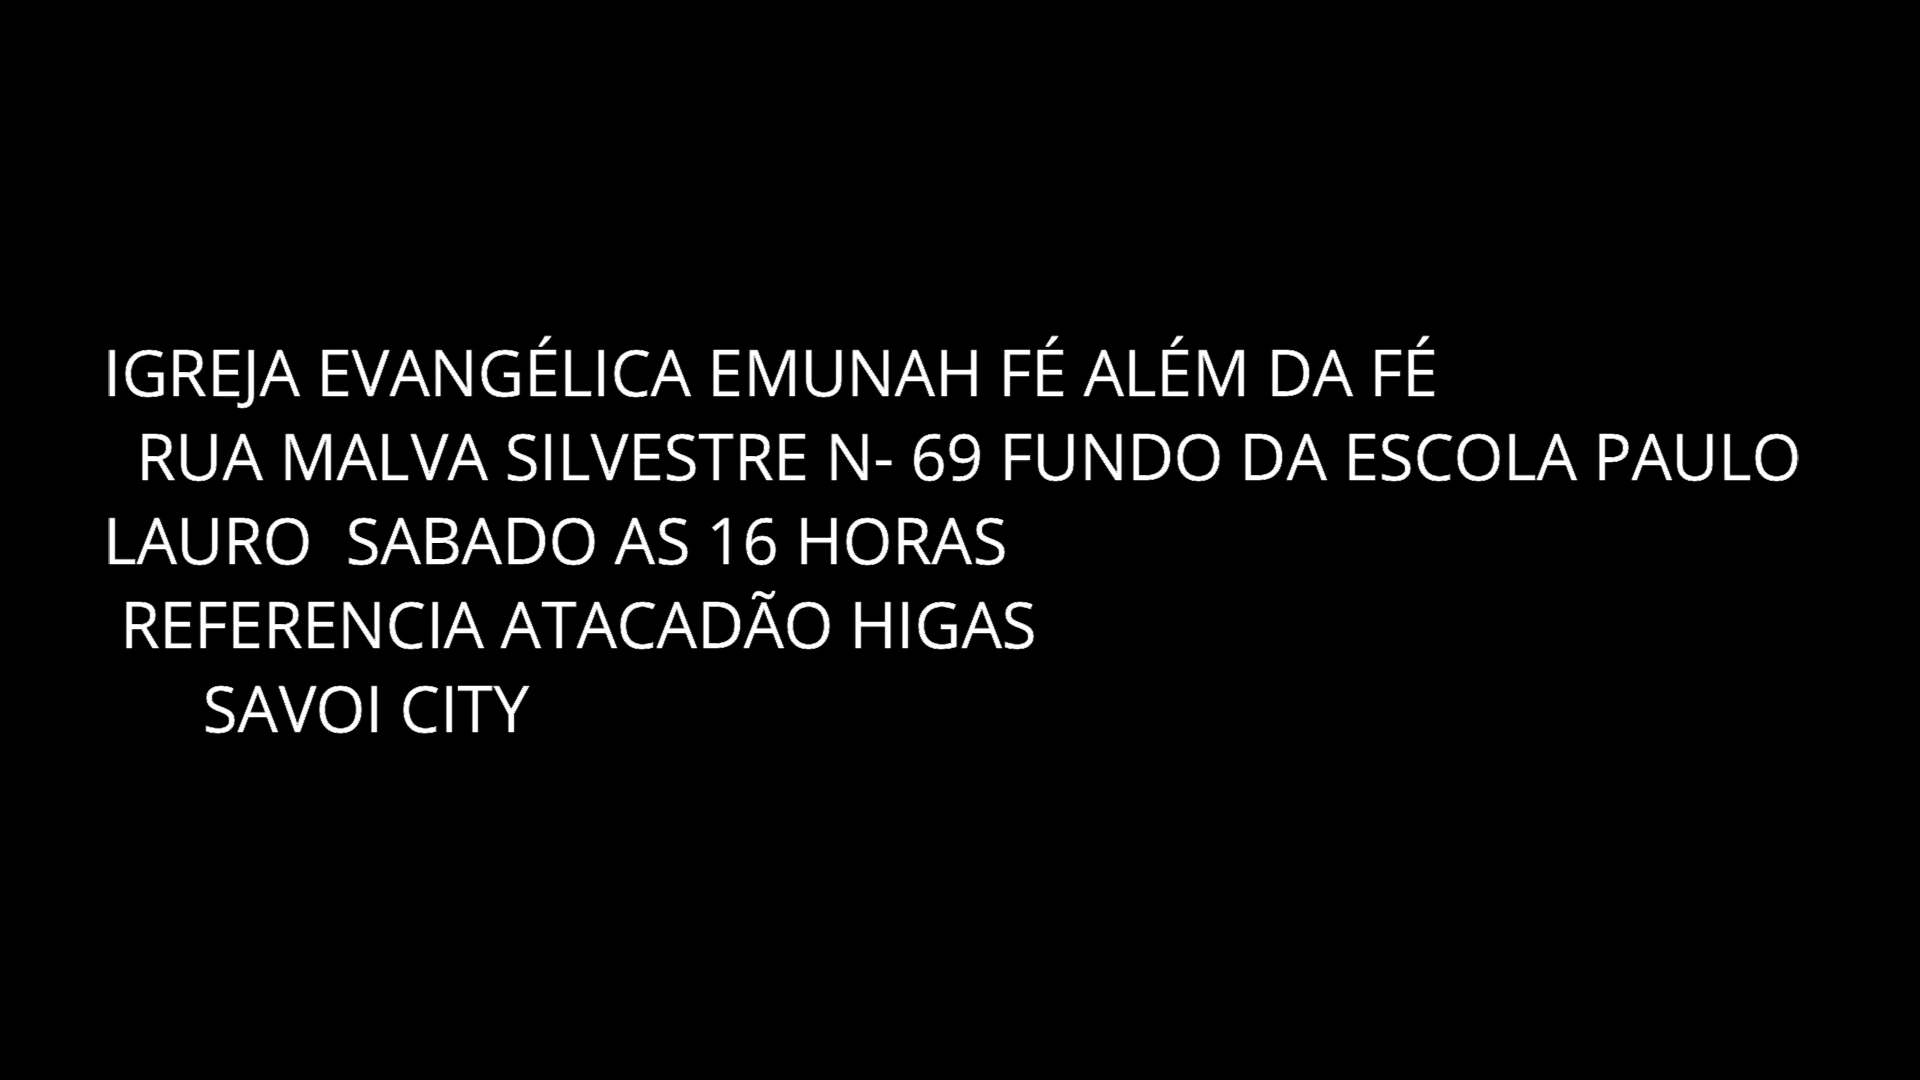 IGREJA EVANGÉLICA EMUNAH FÉ ALÉM DA FÉ
RUA MALVA SILVESTRE N- 69 FUNDO DA ESCOLA PAULO
LAURO  SABADO AS 16 HORAS
REFERENCIA ATACADÃO HIGAS
SAVOI CITY